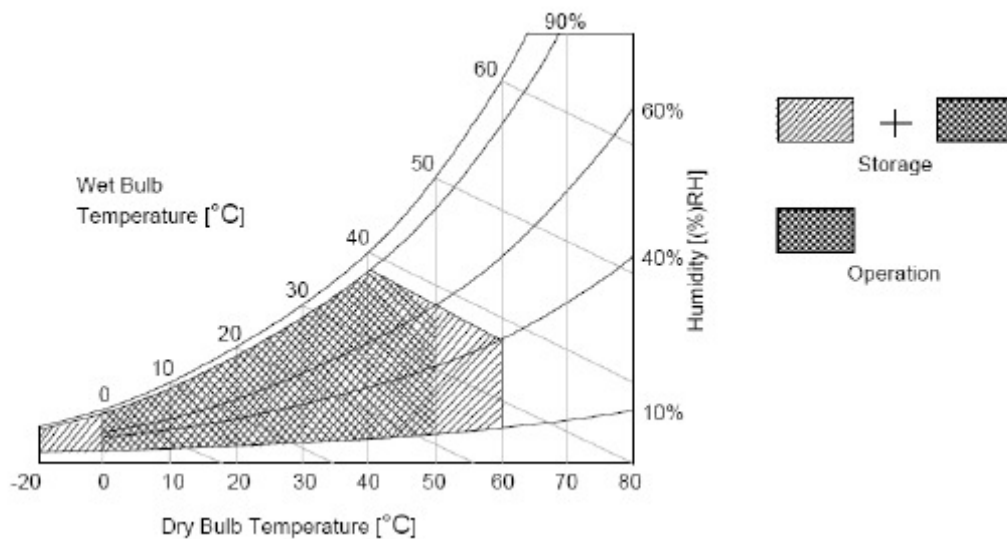 90%
60
60%
50
Wet Bulb
Temperature [°C]
40
40%
30
20
10
0
10%
-20 0 10 20 30 40 50 60 70 80
Dry Bulb Temperature [°C]
Humidity [(%)RH]
+
Storage
Operation